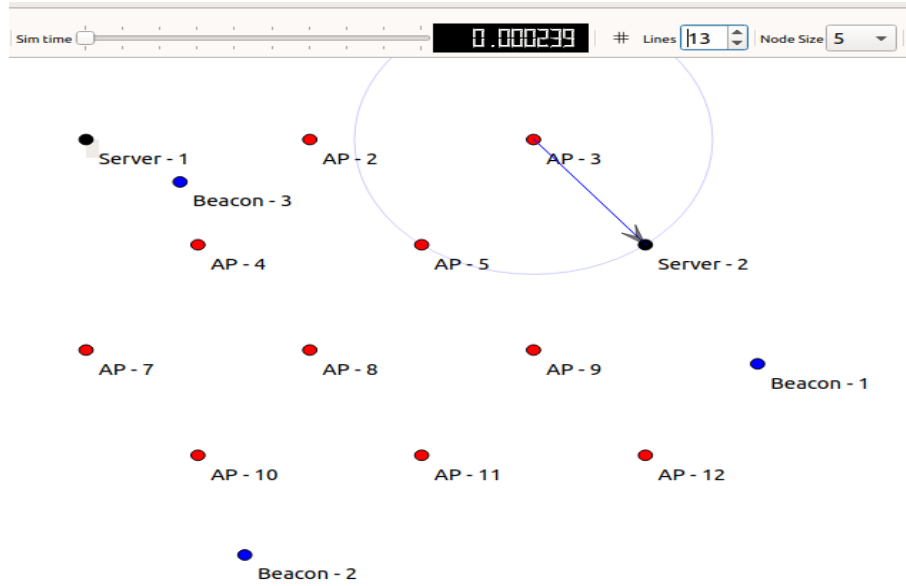 Sim time 0.000239 # Lines 13 Node Size 5
Server - 1 AP - 2 AP - 3
Beacon - 3
AP - 4 AP - 5 Server - 2
AP - 7 AP - 8 AP - 9
Beacon - 1
AP - 10 AP - 11 AP - 12
Beacon - 2